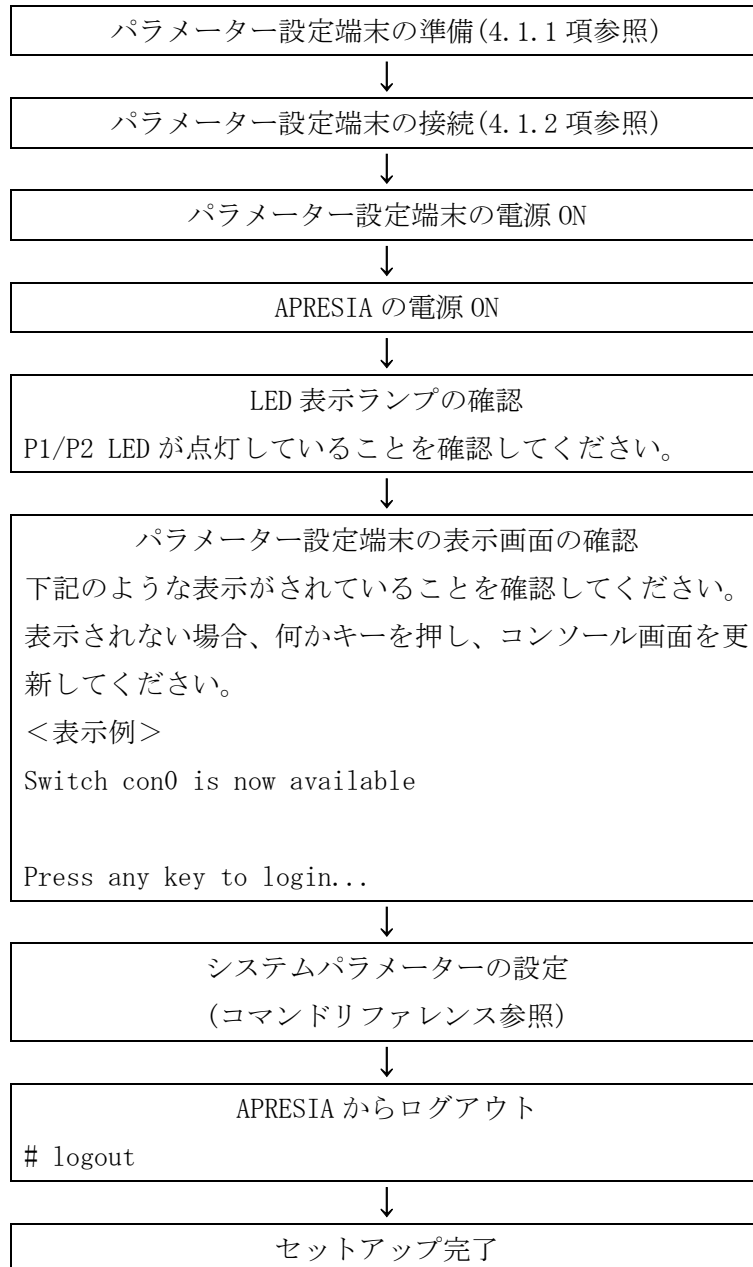 パラメーター設定端末の準備(4.1.1 項参照)
↓
パラメーター設定端末の接続(4.1.2 項参照)
↓
パラメーター設定端末の電源 ON
↓
APRESIA の電源 ON
↓
LED 表示ランプの確認
P1/P2 LED が点灯していることを確認してください。
↓
パラメーター設定端末の表示画面の確認
下記のような表示がされていることを確認してください。
表示されない場合、何かキーを押し、コンソール画面を更
新してください。
＜表示例＞
Switch con0 is now available
Press any key to login...
↓
システムパラメーターの設定
(コマンドリファレンス参照)
↓
APRESIA からログアウト
# logout
↓
セットアップ完了